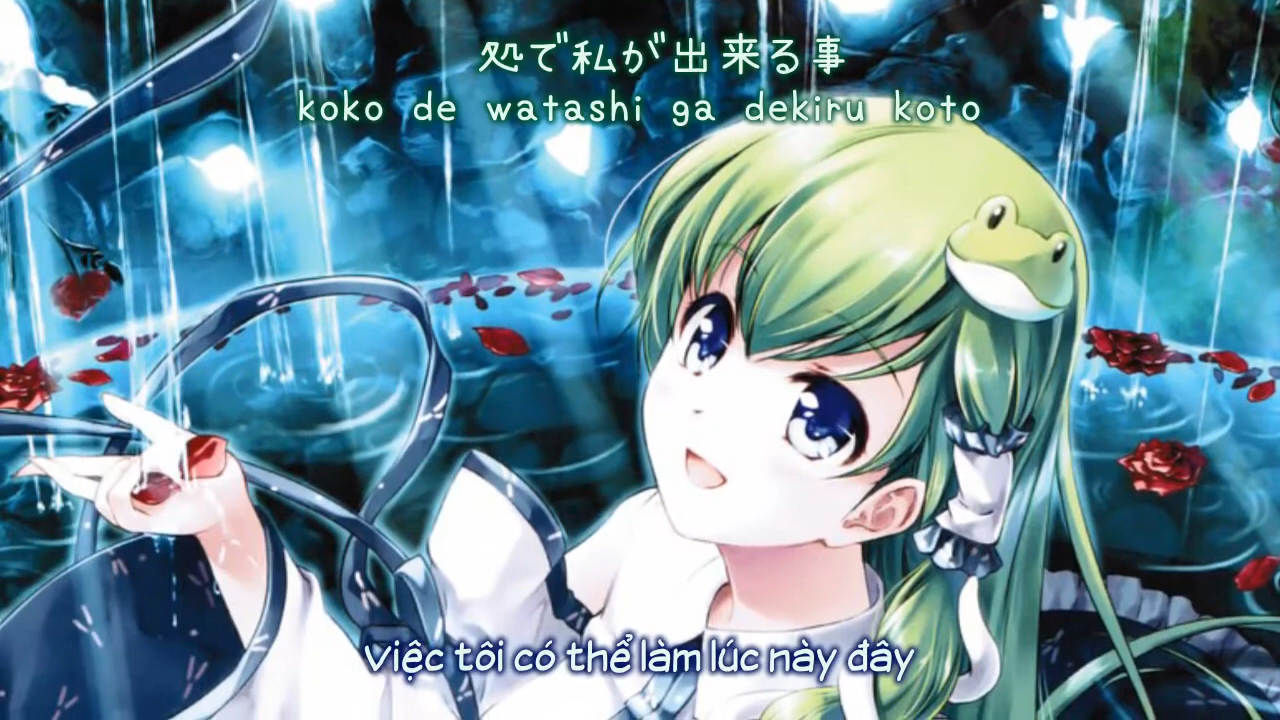 処で私が出来る事
koko de watashi ga dekiru koto
việc tôi có thể làm lúc này đây